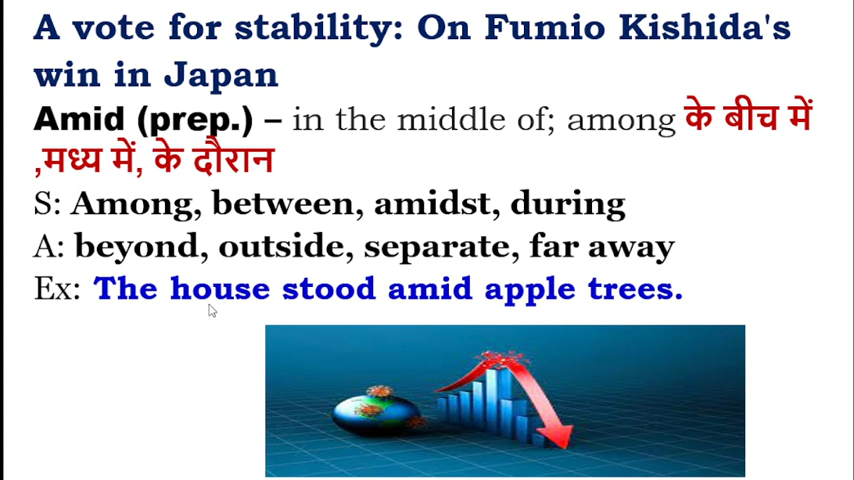 A vote for stability: On Fumio Kishida's
win in Japan
Amid (prep.) – in the middle of; among के बीच में
,मध्य में, के दौरान
S: Among, between, amidst, during
A: beyond, outside, separate, far away
Ex: The house stood amid apple trees.